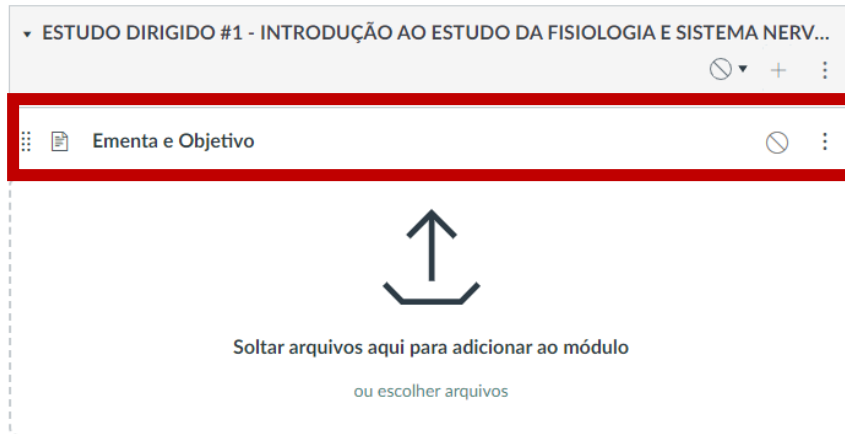 ESTUDO DIRIGIDO #1 - INTRODUÇÃO AO ESTUDO DA FISIOLOGIA E SISTEMA NERV...
Ementa e Objetivo
Soltar arquivos aqui para adicionar ao módulo
ou escolher arquivos